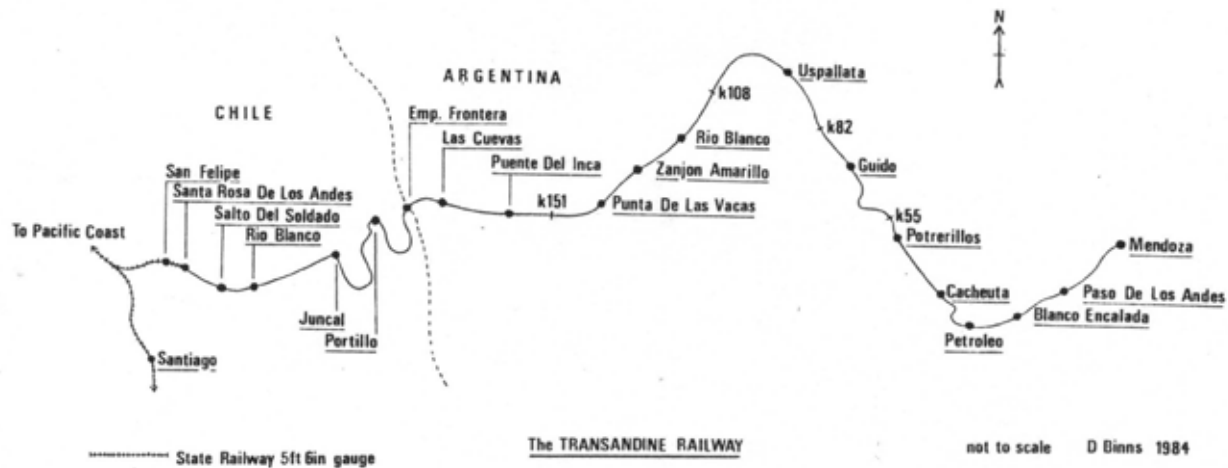 N
ARGENTINA
CHILE
Uspallata
k108
Emp. Frontera
k82
Las Cuevas
Rio Blanco
Puente Del Inca
Guido
San Felipe
Zanjon Amarillo
Santa Rosa De Los Andes
k151
Punta De Las Vacas
Salto Del Soldado
k55
To Pacific Coast
Rio Blanco
Potrerillos
Mendoza
Cacheuta
Paso De Los Andes
Juncal
Blanco Encalada
Portillo
Petroleo
Santiago
The TRANSANDINE RAILWAY
not to scale D Binns 1984
State Railway 5ft 6in gauge